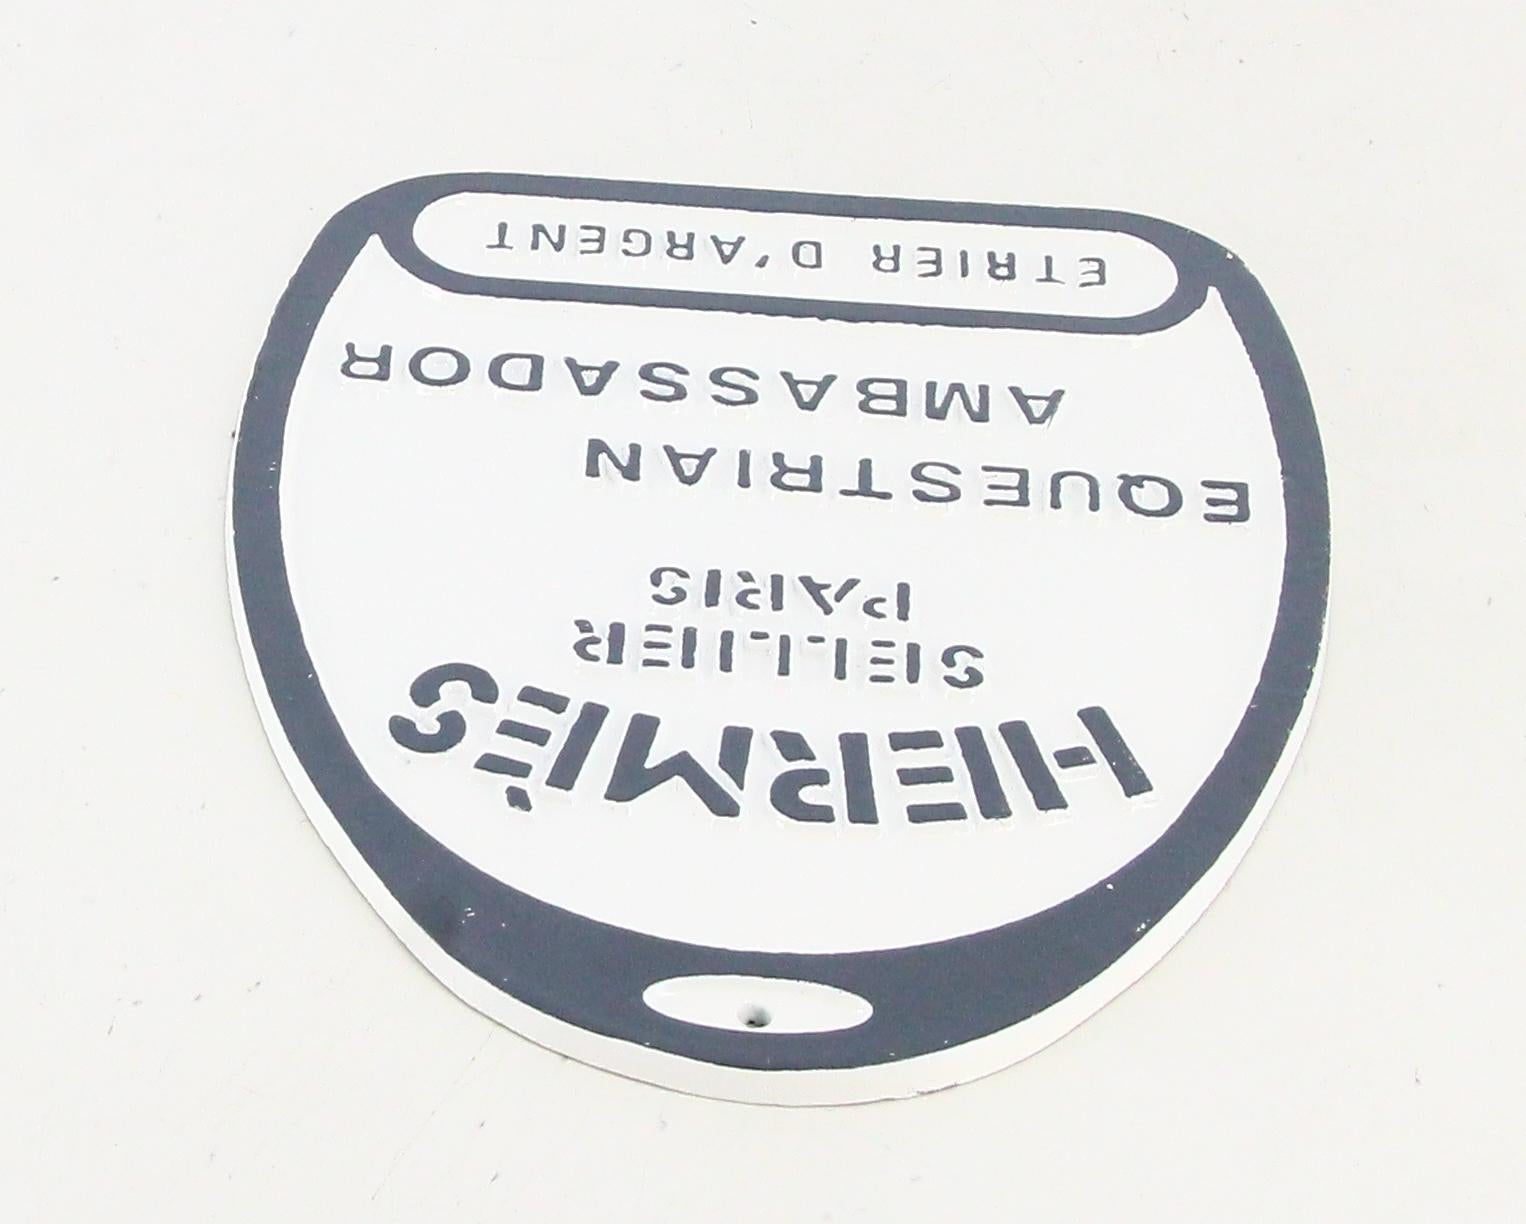 HERMÈS
SELLIER
PARIS
EQUESTRIAN
AMBASSADOR
ETRIER D'ARGENT